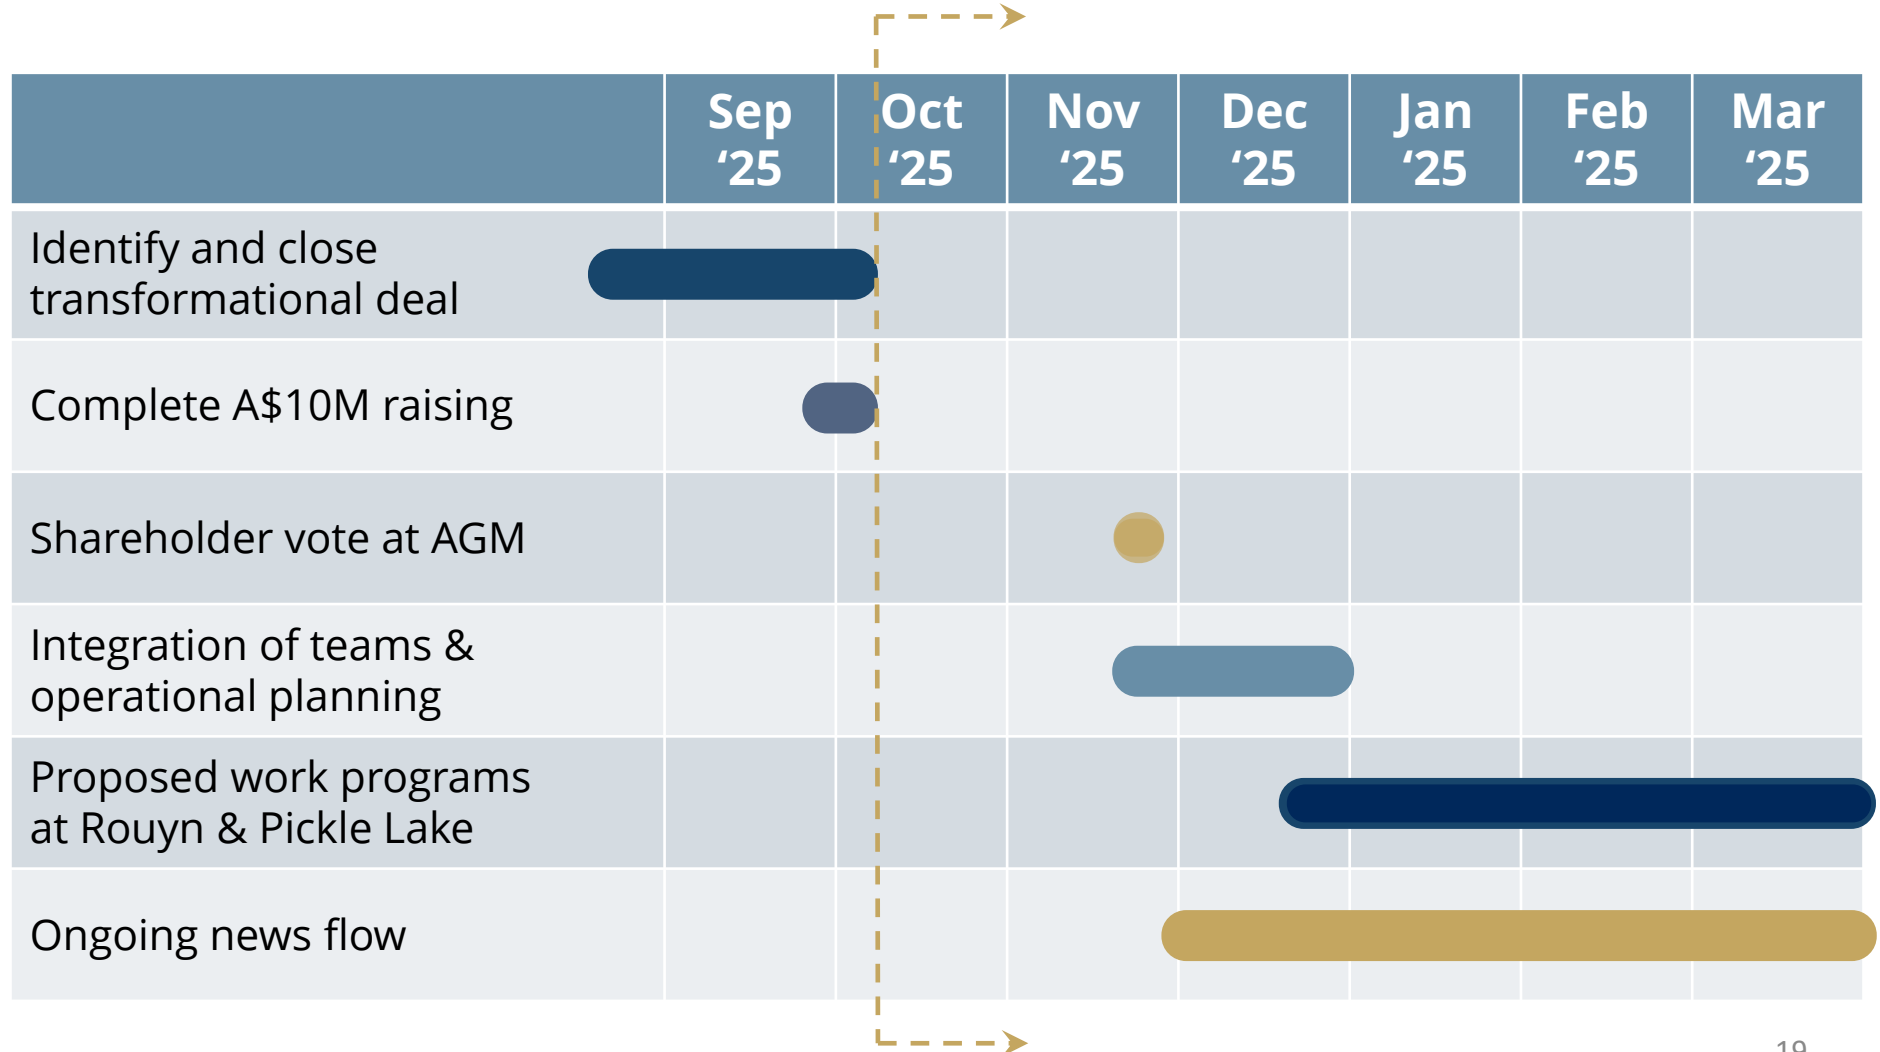 Sep
‘25
Oct
‘25
Nov
‘25
Dec
‘25
Jan
‘25
Feb
‘25
Mar
‘25
Identify and close
transformational deal
Complete A$10M raising
Shareholder vote at AGM
Integration of teams &
operational planning
Proposed work programs
at Rouyn & Pickle Lake
Ongoing news flow
19